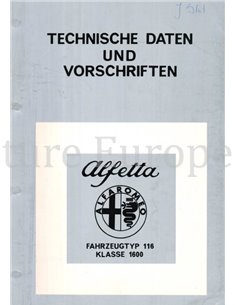 TECHNISCHE DATEN
UND
VORSCHRIFTEN
Alfetta
ALFA ROMEO
FAHRZEUGTYP 116
KLASSE 1600